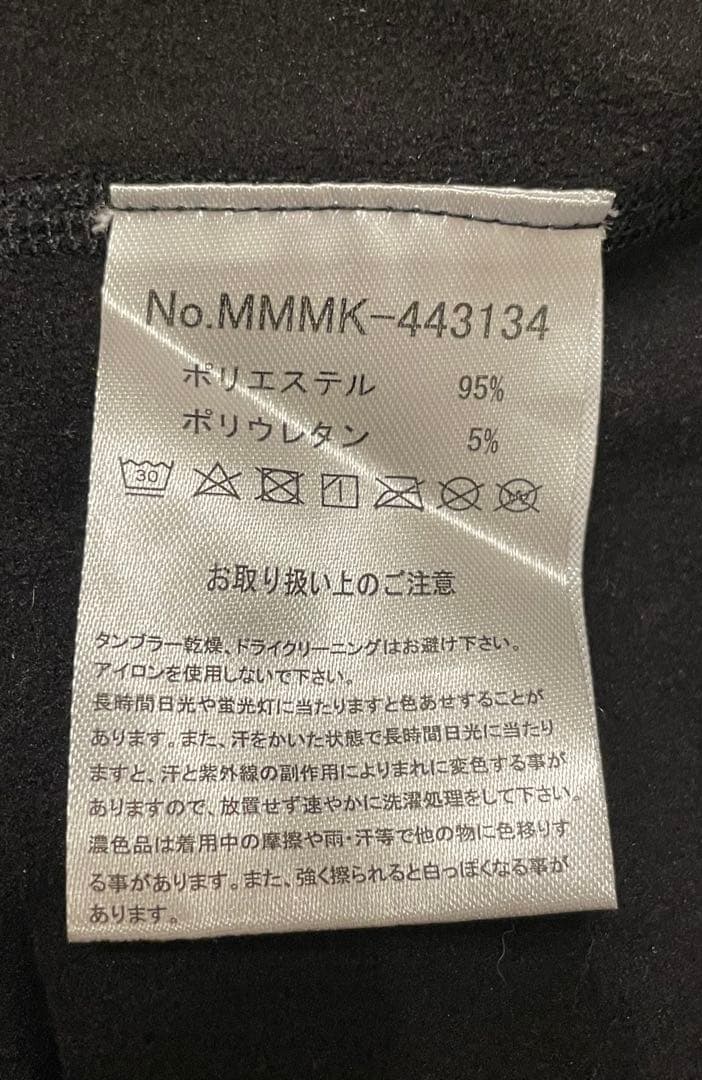 No.MMMK-443134
ポリエステル 95%
ポリウレタン 5%
30
お取り扱い上のご注意
タンブラー乾燥、ドライクリーニングはお避け下さい。
アイロンを使用しないで下さい。
長時間日光や蛍光灯に当たりますと色あせすることが
あります。また、汗をかいた状態で長時間日光に当たり
ますと、汗と紫外線の副作用によりまれに変色する事が
ありますので、放置せず速やかに洗濯処理をして下さい。
濃色品は着用中の摩擦や雨・汗等で他の物に色移りす
る事があります。また、強く擦られると白っぽくなる事が
あります。